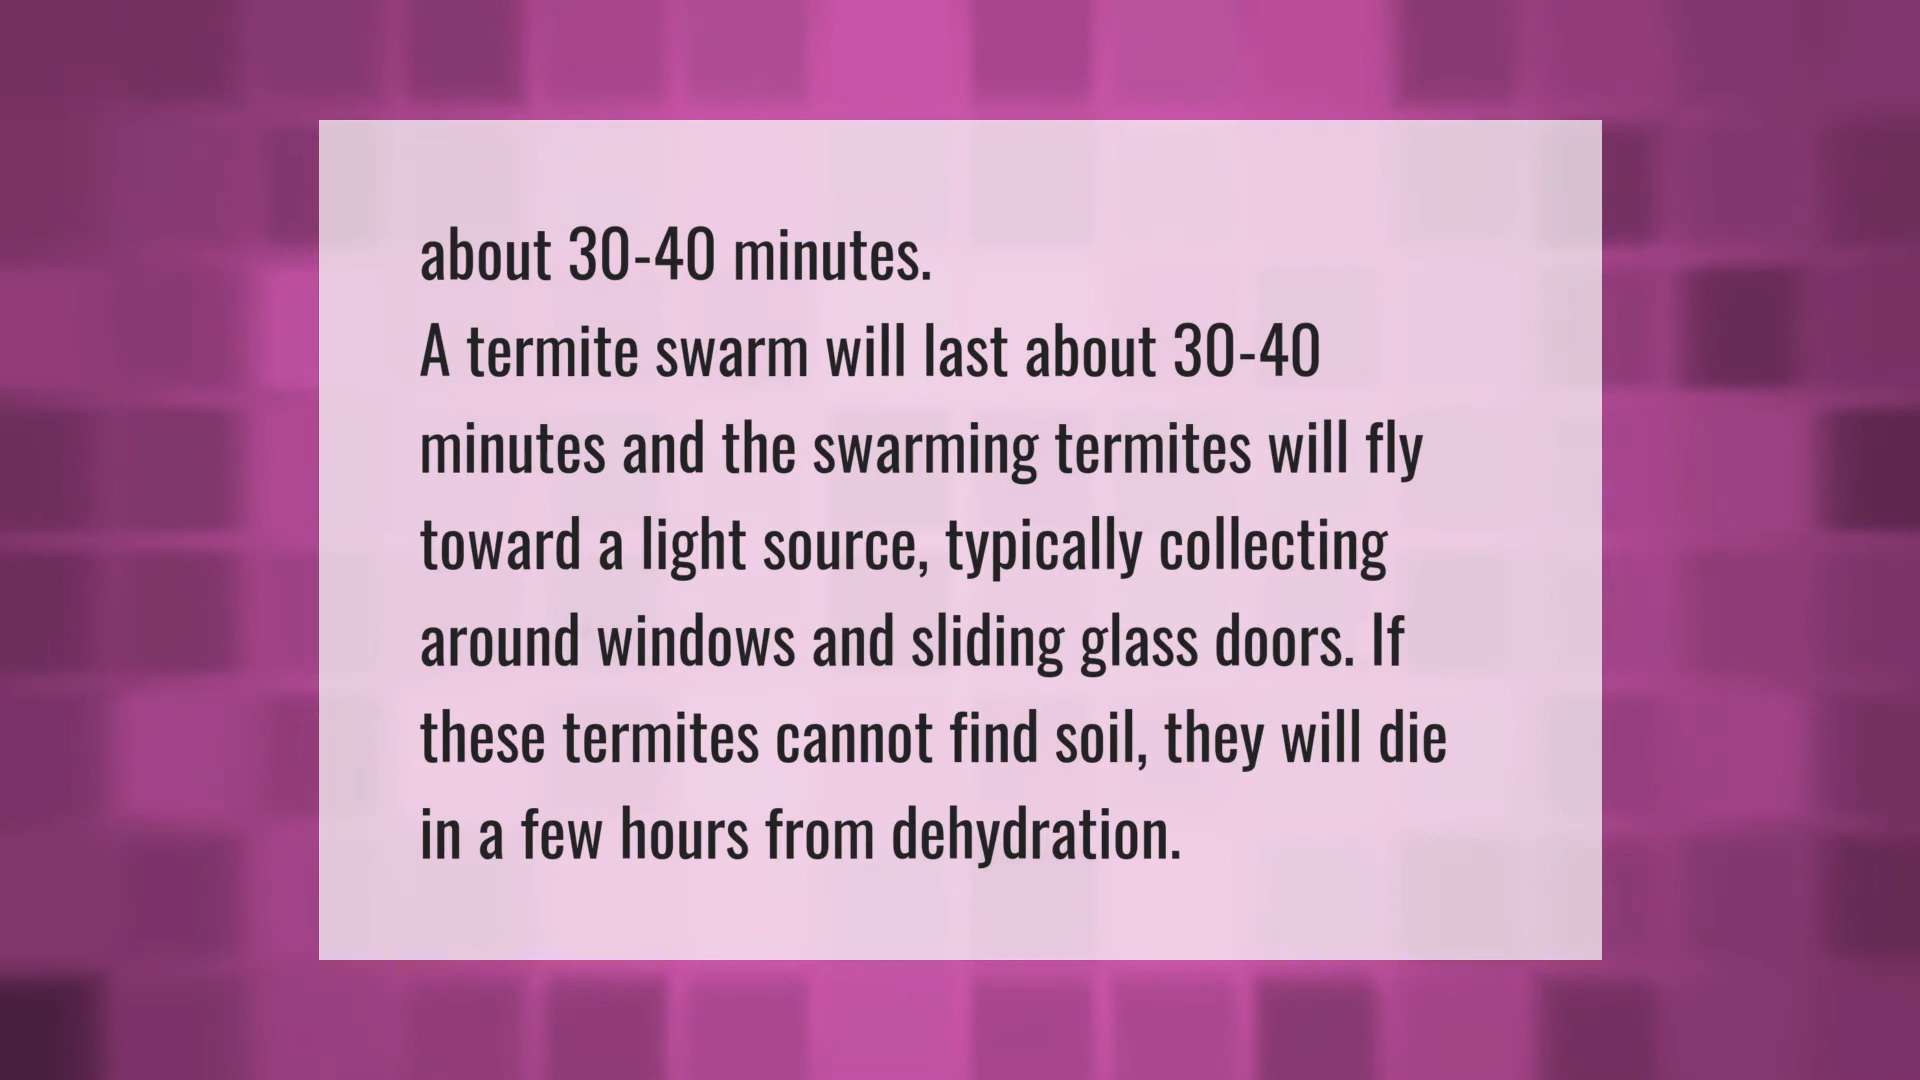 about 30-40 minutes.
A termite swarm will last about 30-40
minutes and the swarming termites will fly
toward a light source, typically collecting
around windows and sliding glass doors. If
these termites cannot find soil, they will die
in a few hours from dehydration.